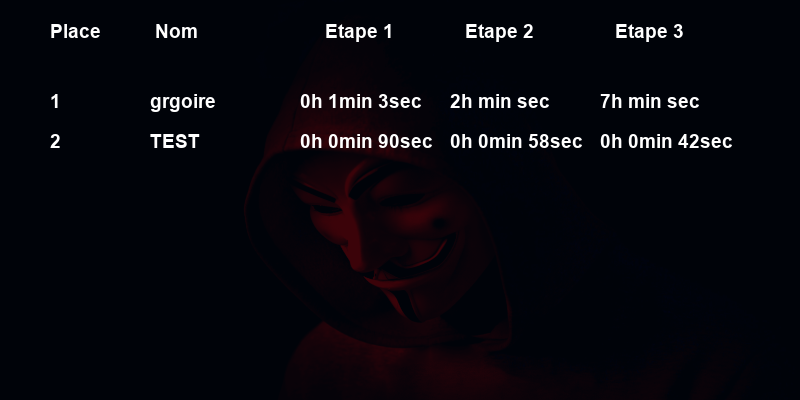 Place Nom Etape 1 Etape 2 Etape 3
1 grgoire 0h 1min 3sec 2h min sec 7h min sec
2 TEST 0h 0min 90sec 0h 0min 58sec 0h 0min 42sec